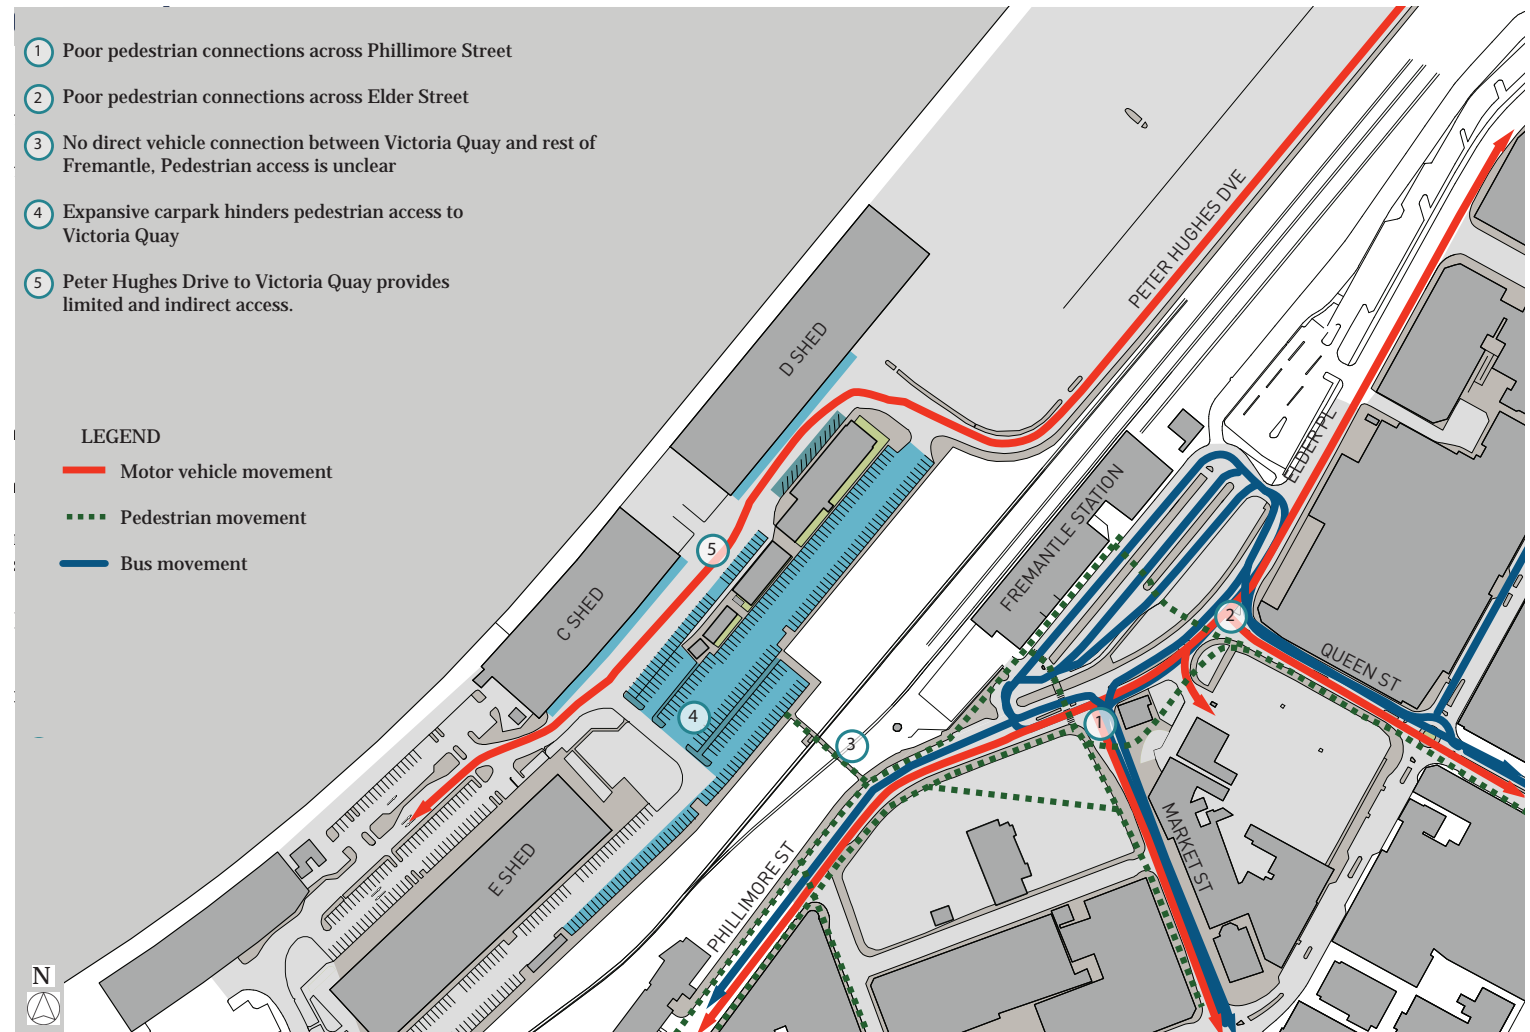 1 Poor pedestrian connections across Phillimore Street
2 Poor pedestrian connections across Elder Street
3 No direct vehicle connection between Victoria Quay and rest of
Fremantle, Pedestrian access is unclear
4 Expansive carpark hinders pedestrian access to
Victoria Quay
5 Peter Hughes Drive to Victoria Quay provides
limited and indirect access.
LEGEND
Motor vehicle movement
Pedestrian movement
Bus movement
PETER HUGHES DVE
D SHED
ELDER PL
FREMANTLE STATION
5
C SHED
2
QUEEN ST
4
1
3
MARKET ST
E SHED
PHILLIMORE ST
N